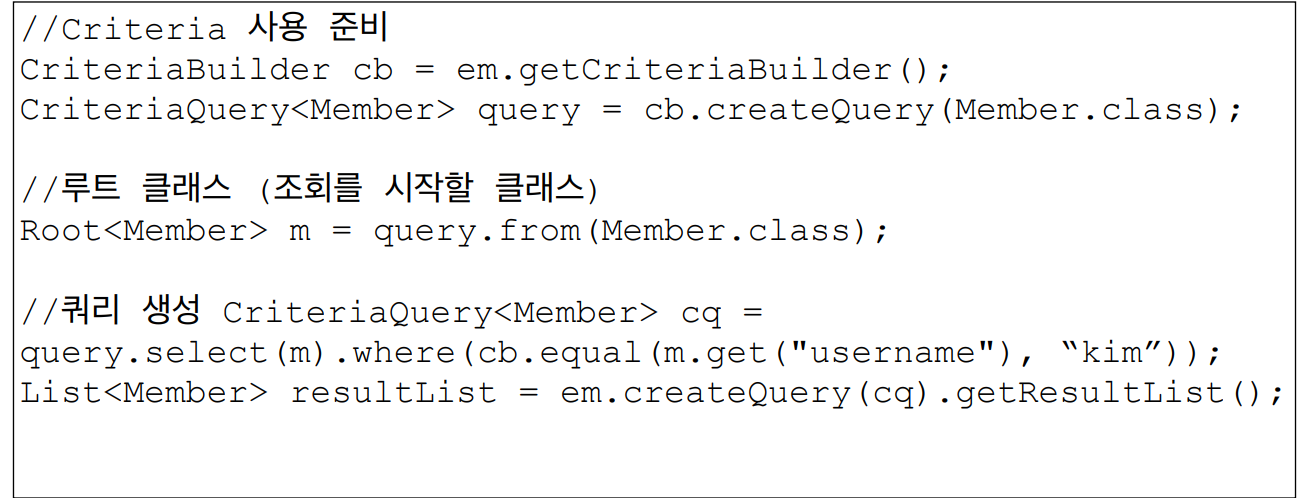 //Criteria 사용 준비
CriteriaBuilder cb = em.getCriteriaBuilder();
CriteriaQuery<Member> query = cb.createQuery(Member.class);
//루트 클래스 (조회를 시작할 클래스)
Root<Member> m = query.from(Member.class);
//쿼리 생성 CriteriaQuery<Member> cq =
query.select(m).where(cb.equal(m.get("username"), “kim”));
List<Member> resultList = em.createQuery(cq).getResultList();